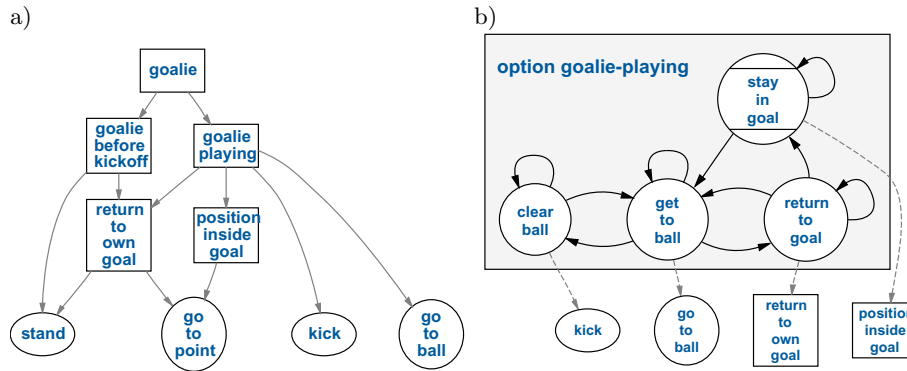 a)
goalie
goalie
before
kickoff
goalie
playing
return
to
own
goal
position
inside
goal
stand
go
to
point
kick
go
to
ball
b)
option goalie-playing
stay
in
goal
clear
ball
get
to
ball
return
to
goal
kick
go
to
ball
return
to
own
goal
position
inside
goal